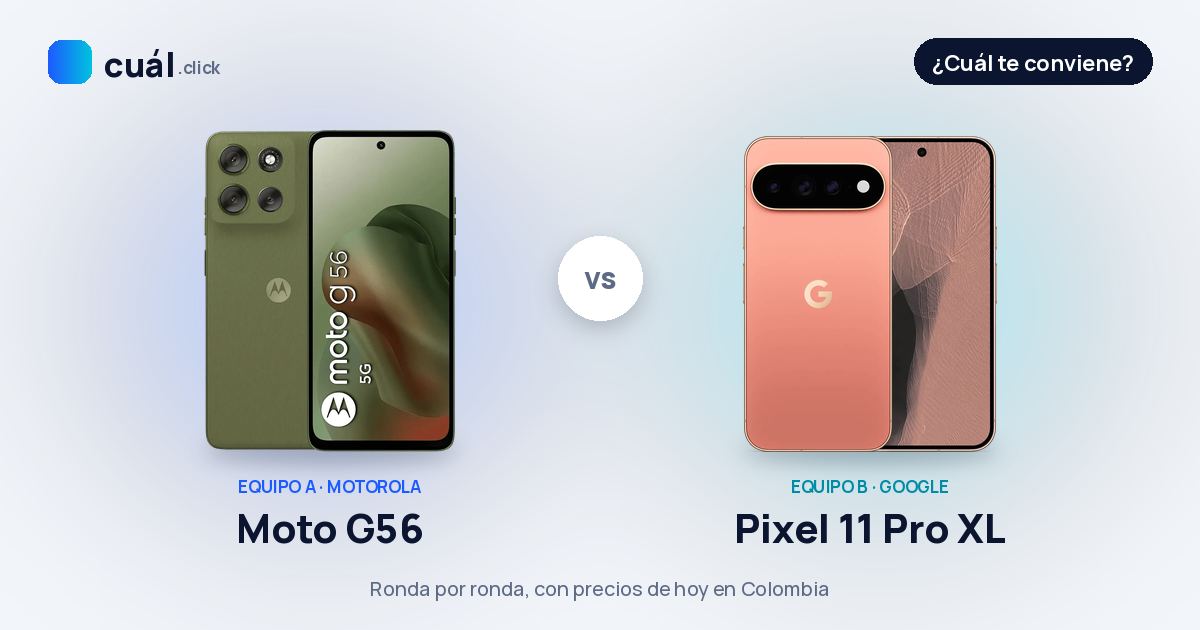 cuál.click
¿Cuál te conviene?
moto g 56
5G
vs
G
EQUIPO A · MOTOROLA
Moto G56
EQUIPO B · GOOGLE
Pixel 11 Pro XL
Ronda por ronda, con precios de hoy en Colombia